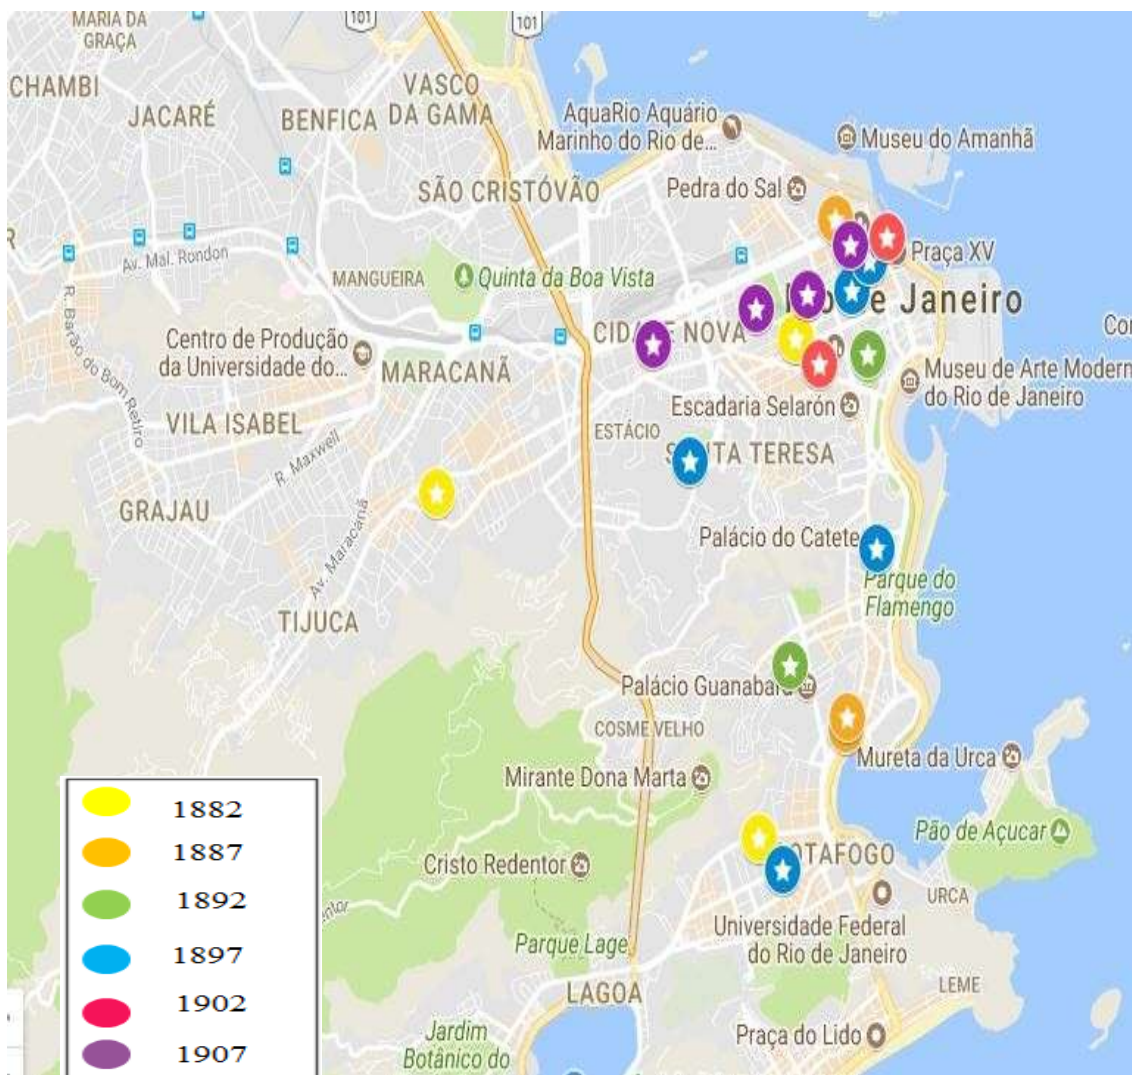 MARIA DA
GRAÇA
101
101
CHAMBI
JACARÉ
BENFICA
VASCO
DA GAMA
AquaRio Aquário
Marinho do Rio de...
Museu do Amanhã
SÃO CRISTÓVÃO
Pedra do Sal
R
Av. Mal. Rondon
MANGUEIRA
Quinta da Boa Vista
Praça XV
de Janeiro
R. Barão do Bom Retiro
Centro de Produção
da Universidade do...
MARACANÃ
CIDADE NOVA
Museu de Arte Modern
do Rio de Janeiro
VILA ISABEL
R. Maxwell
Escadaria Selarón
ESTÁCIO
SANTA TERESA
GRAJAU
Av. Maracanã
Palácio do Catete
TIJUCA
Parque do
Flamengo
Palácio Guanabara
COSME VELHO
Mureta da Urca
Mirante Dona Marta
Pão de Açucar
Cristo Redentor
OTAFOGO
URCA
Universidade Federal
do Rio de Janeiro
Parque Lage
LAGOA
LEME
Praça do Lido
Jardim
Botânico do
1882
1887
1892
1897
1902
1907